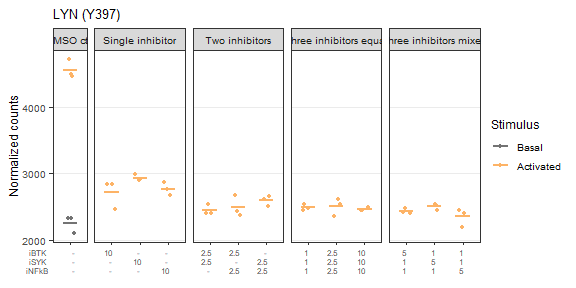 LYN (Y397)
MSO ct Single inhibitor Two inhibitors hree inhibitors equa hree inhibitors mixe
Normalized counts
4000
3000
2000
Stimulus
Basal
Activated
iBTK - 10 - - 2.5 2.5 - 1 2.5 10 5 1 1
iSYK - - 10 - 2.5 - 2.5 1 2.5 10 1 5 1
iNFkB - - - 10 - 2.5 2.5 1 2.5 10 1 1 5